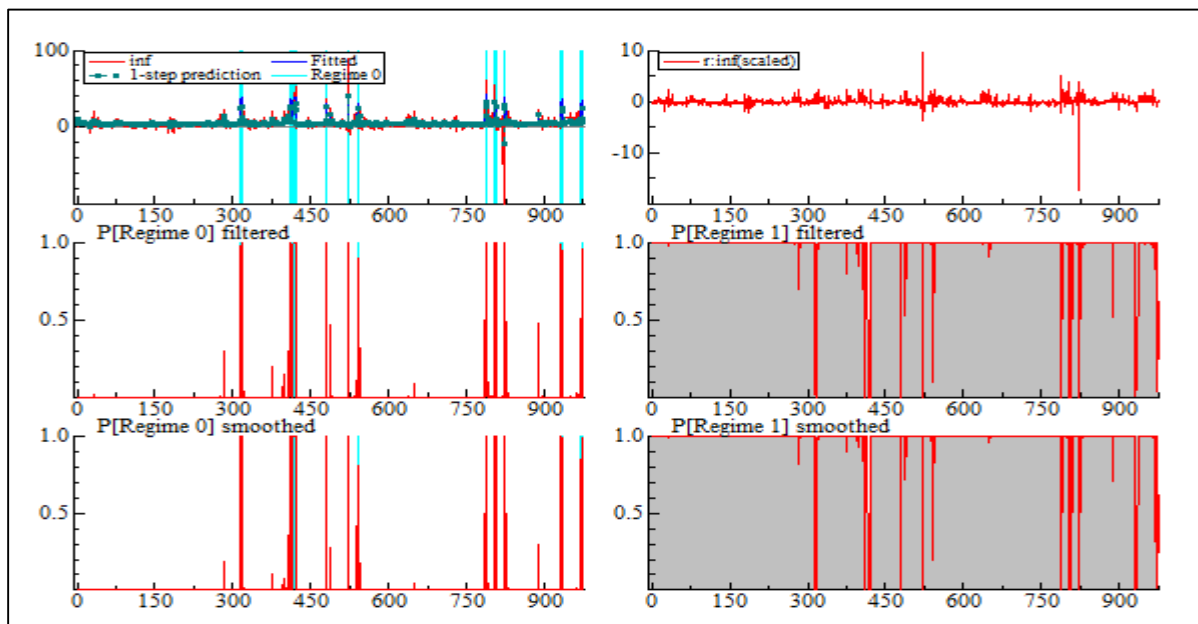 100
0
inf Fitted
1-step prediction Regime 0
0 150 300 450 600 750 900
10
0
-10
r:inf(scaled)
0 150 300 450 600 750 900
P[Regime 0] filtered
1.0
0.5
0 150 300 450 600 750 900
P[Regime 1] filtered
1.0
0.5
0 150 300 450 600 750 900
P[Regime 0] smoothed
1.0
0.5
0 150 300 450 600 750 900
P[Regime 1] smoothed
1.0
0.5
0 150 300 450 600 750 900